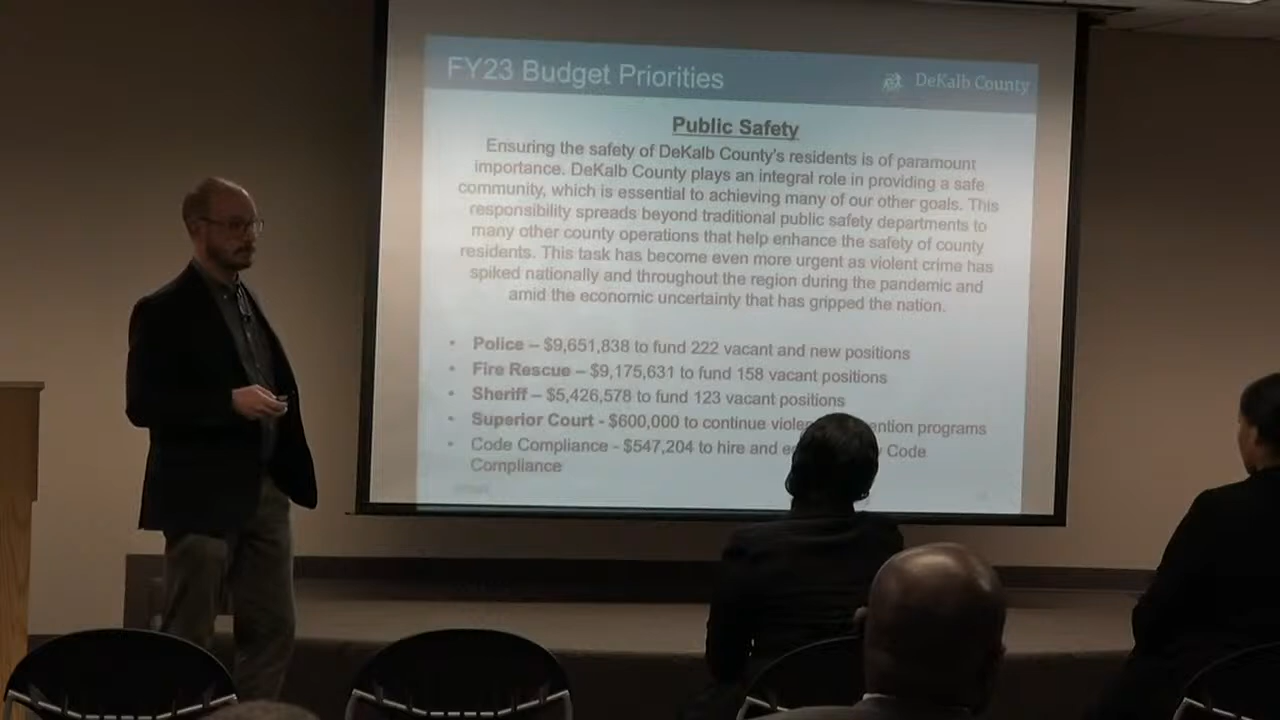 FY23 Budget Priorities
DeKalb County
Public Safety
Ensuring the safety of DeKalb County's residents is of paramount
importance. DeKalb County plays an integral role in providing a safe
community, which is essential to achieving many of our other goals. This
responsibility spreads beyond traditional public safety departments to
many other county operations that help enhance the safety of county
residents. This task has become even more urgent as violent crime has
spiked nationally and throughout the region during the pandemic and
amid the economic uncertainty that has gripped the nation.
• Police – $9,651,838 to fund 222 vacant and new positions
• Fire Rescue – $9,175,631 to fund 158 vacant positions
• Sheriff – $5,426,578 to fund 123 vacant positions
• Superior Court - $600,000 to continue programs
• Code Compliance - $547,204 to hire and Code
Compliance